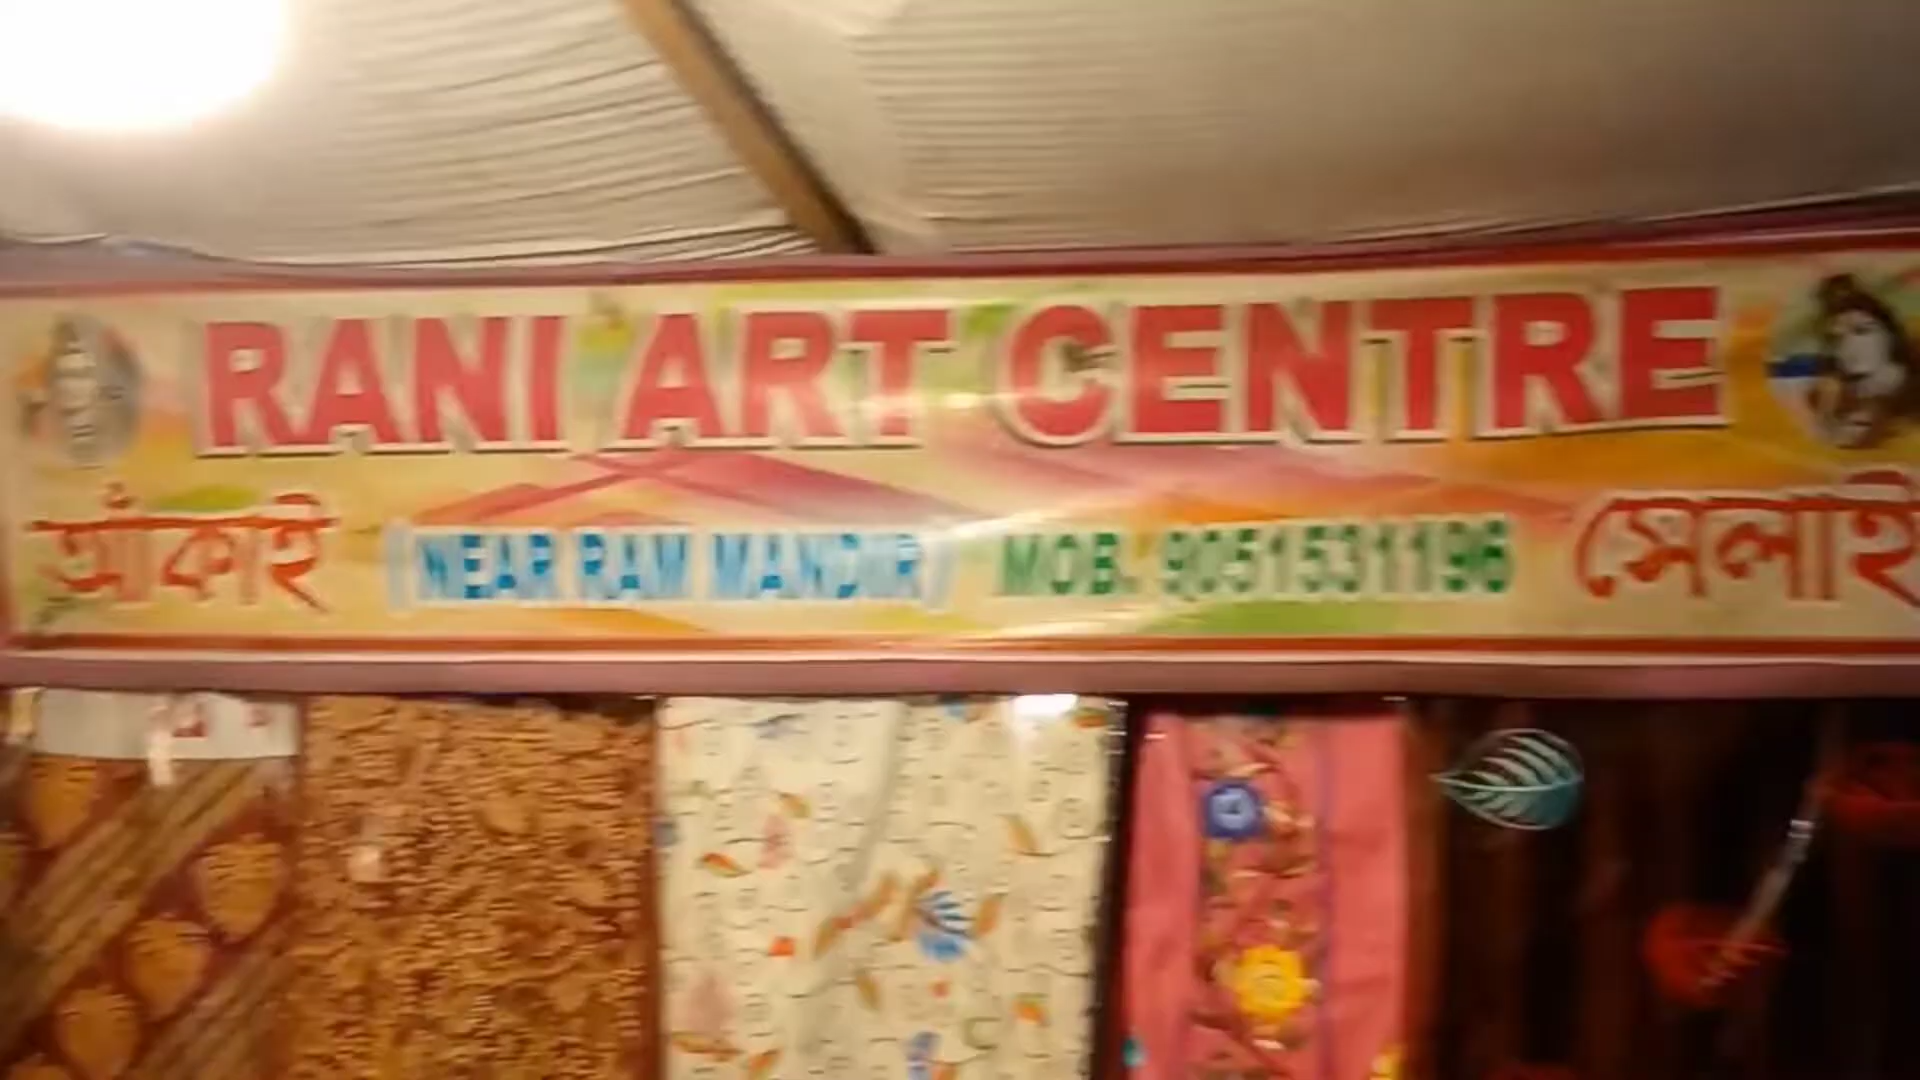 RANI ART CENTRE
আঁকাই (NEAR RAM MANDIR) MOB. 9051531196 সেলাই